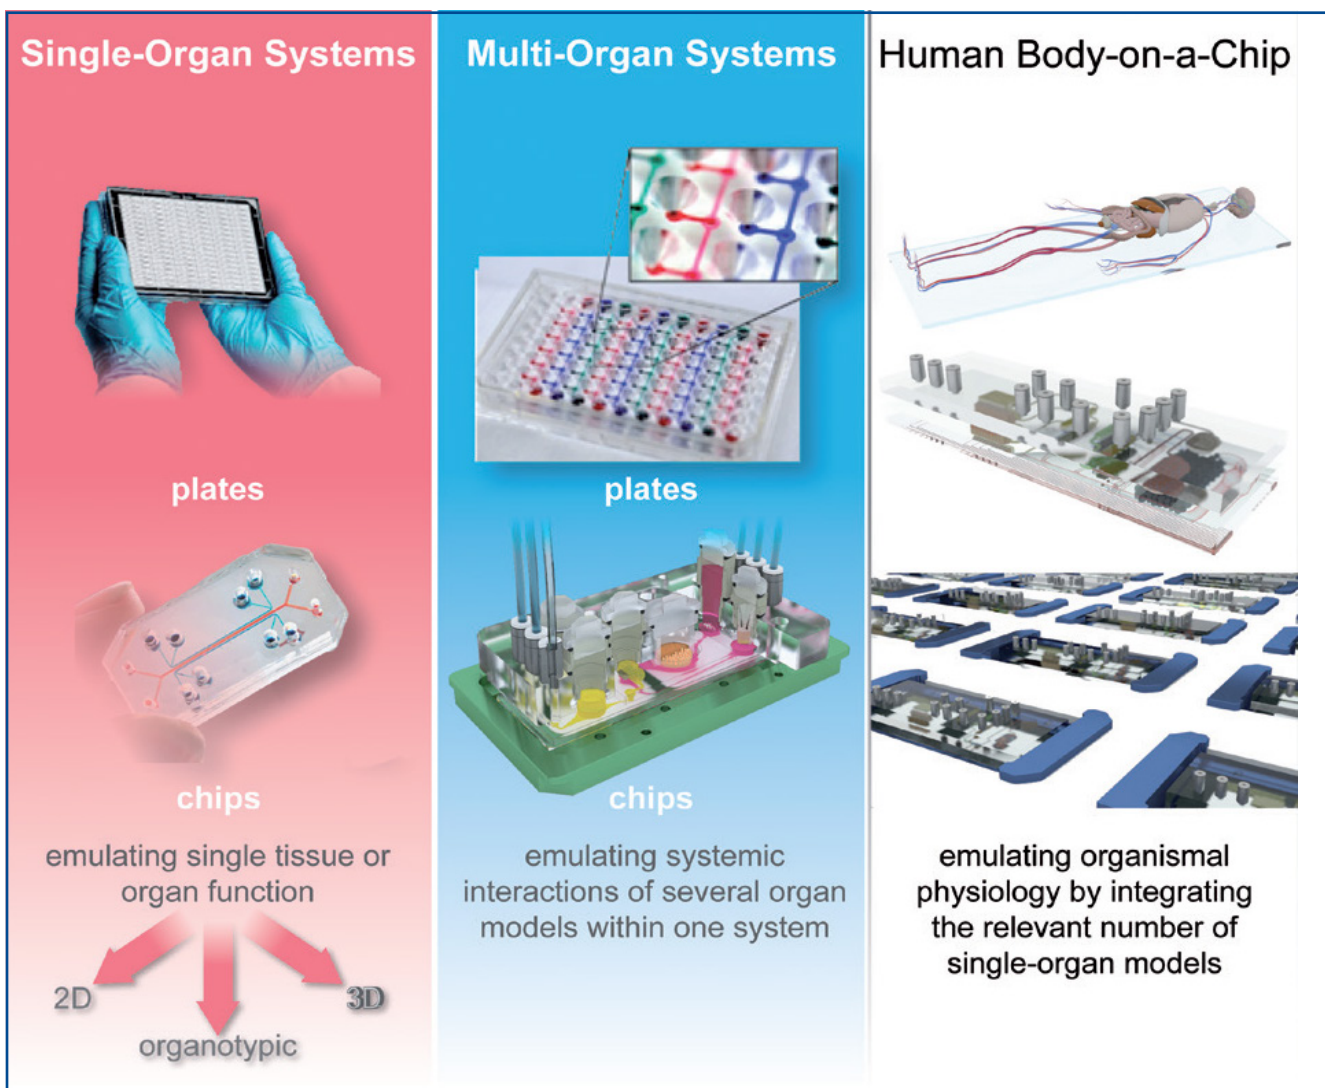 Single-Organ Systems
plates
chips
emulating single tissue or
organ function
2D
3D
organotypic
Multi-Organ Systems
plates
chips
emulating systemic
interactions of several organ
models within one system
Human Body-on-a-Chip
emulating organismal
physiology by integrating
the relevant number of
single-organ models